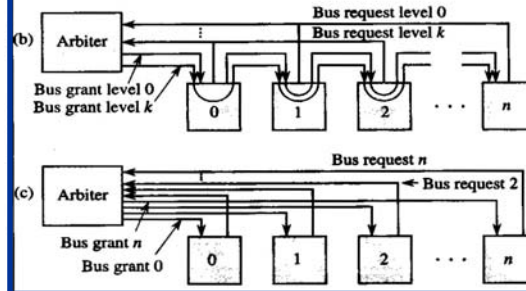 Bus request level 0
(b)
Arbiter
Bus request level k
Bus grant level 0
Bus grant level k
0
1
2
n
Bus request n
(c)
Arbiter
Bus request 2
Bus grant n
Bus grant 0
0
1
2
n